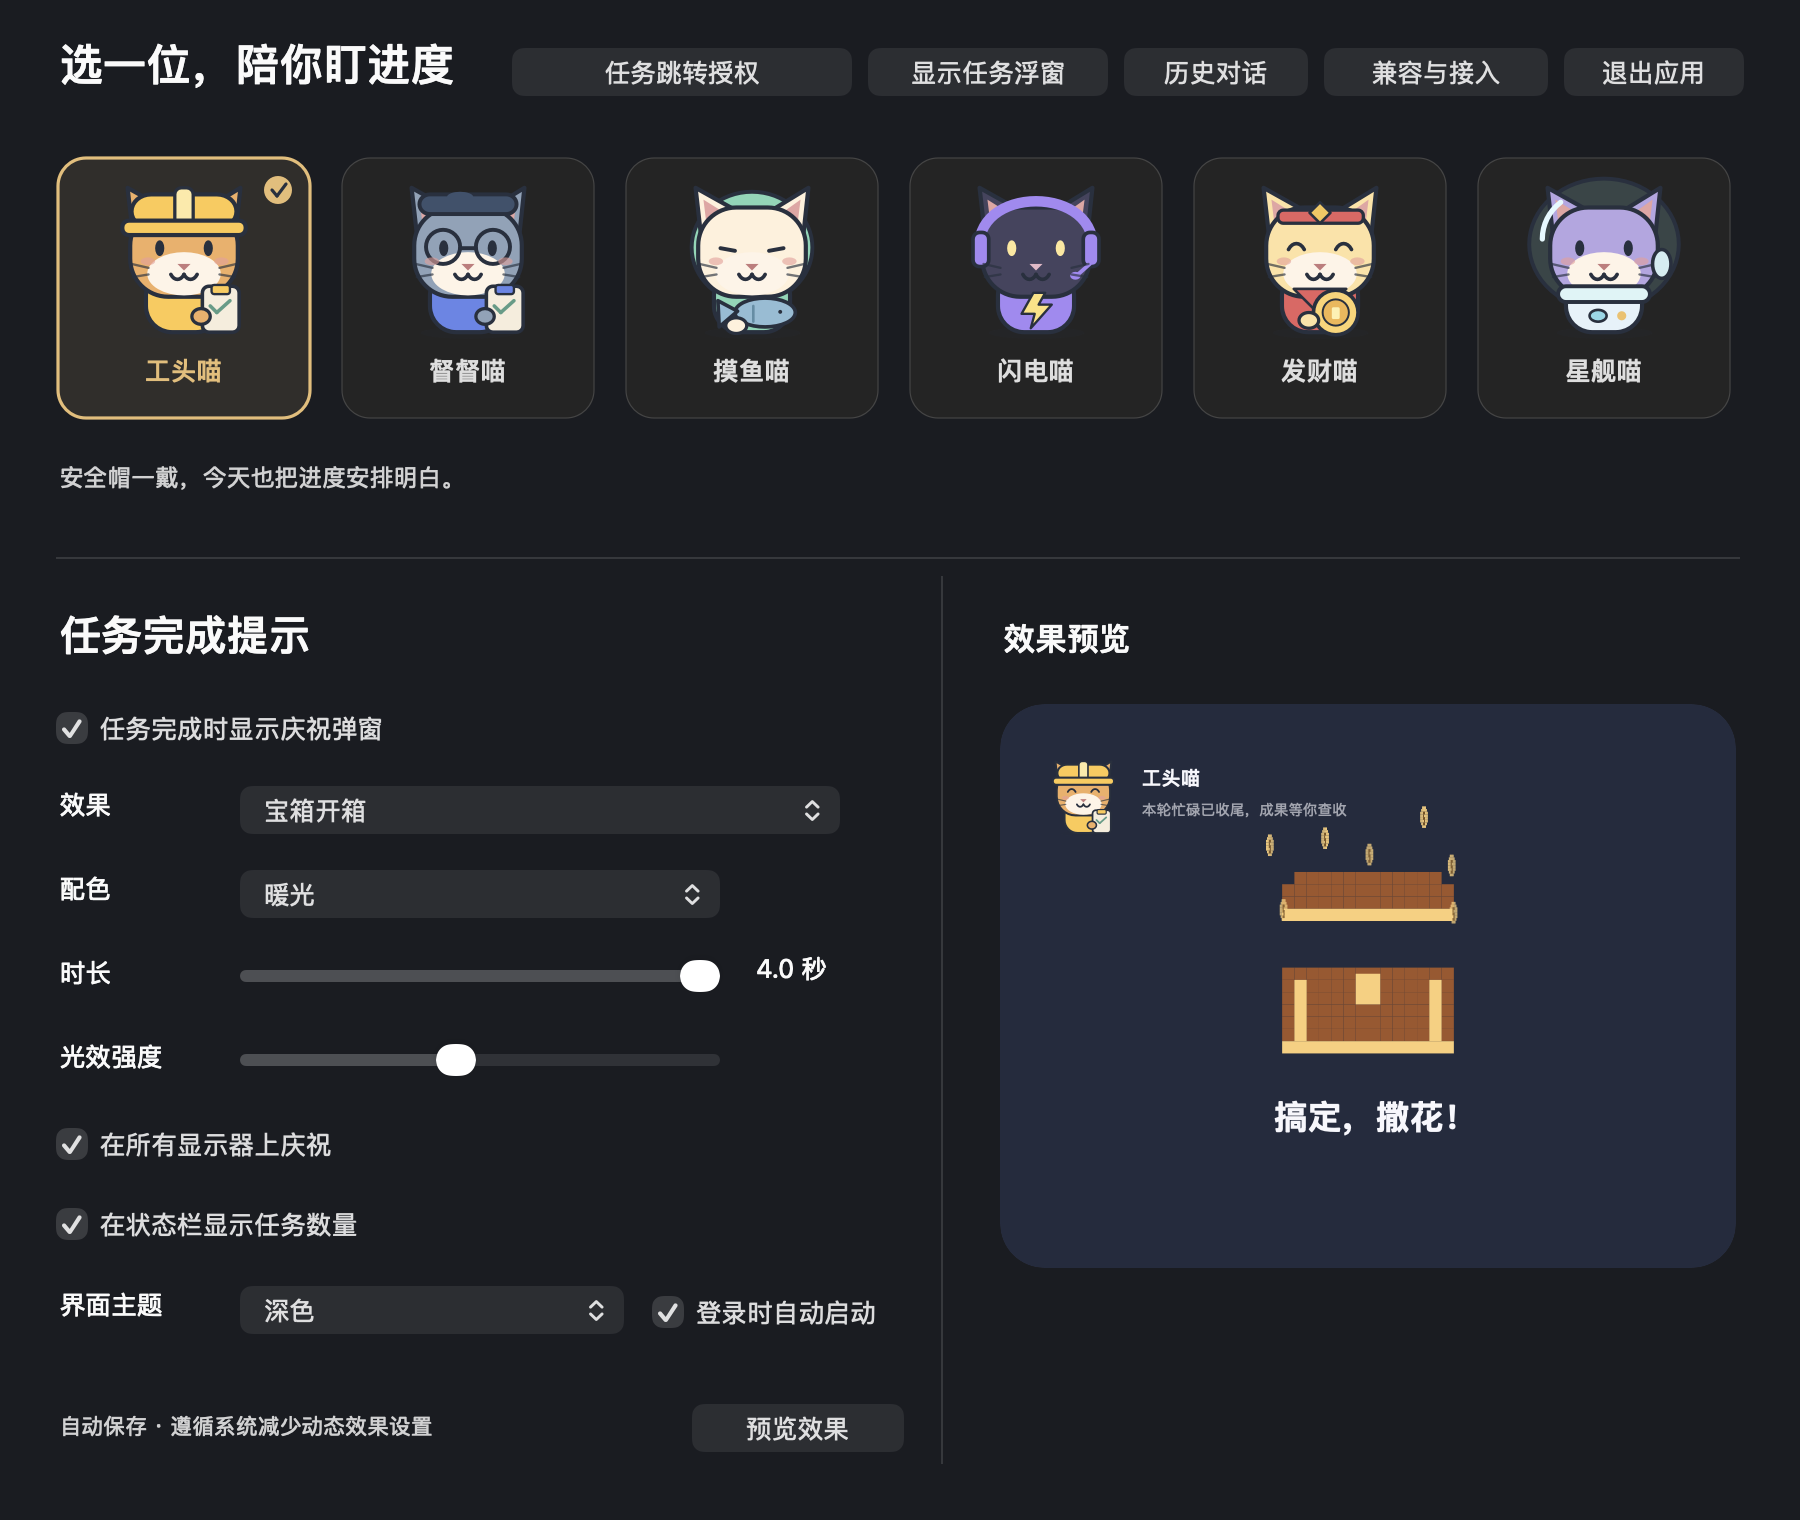 选一位，陪你盯进度
任务跳转授权
显示任务浮窗
历史对话
兼容与接入
退出应用
工头喵
督督喵
摸鱼喵
闪电喵
发财喵
星舰喵
安全帽一戴，今天也把进度安排明白。
任务完成提示
任务完成时显示庆祝弹窗
效果
宝箱开箱
配色
暖光
时长
4.0 秒
光效强度
在所有显示器上庆祝
在状态栏显示任务数量
界面主题
深色
登录时自动启动
自动保存 · 遵循系统减少动态效果设置
预览效果
效果预览
工头喵
本轮忙碌已收尾，成果等你查收
搞定，撒花！